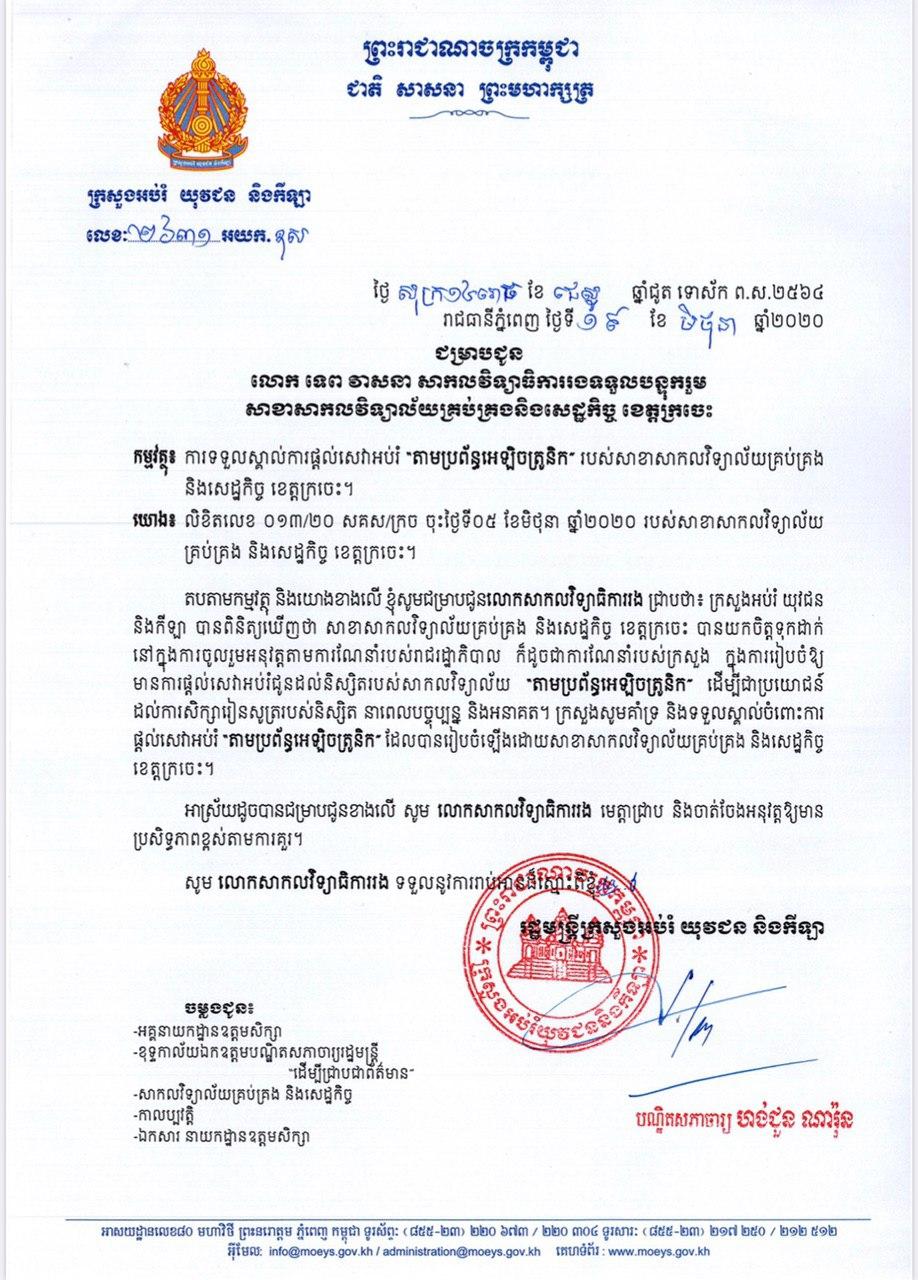 ព្រះរាជាណាចក្រកម្ពុជា
ជាតិ សាសនា ព្រះមហាក្សត្រ
ក្រសួងអប់រំ យុវជន និងកីឡា
លេខ:២៦៣១ អយក.ឧស
ថ្ងៃ សុក្រ ១៤រោច ខែ ជេស្ឋ ឆ្នាំជូត ទោស័ក ព.ស.២៥៦៤
រាជធានីភ្នំពេញ ថ្ងៃទី ១៩ ខែ មិថុនា ឆ្នាំ២០២០
ជម្រាបជូន
លោក ទេព វាសនា សាកលវិទ្យាធិការរងទទួលបន្ទុករួម
សាខាសាកលវិទ្យាល័យគ្រប់គ្រងនិងសេដ្ឋកិច្ច ខេត្តក្រចេះ
កម្មវត្ថុ៖ ការទទួលស្គាល់ការផ្តល់សេវាអប់រំ "តាមប្រព័ន្ធអេឡិចត្រូនិក" របស់សាខាសាកលវិទ្យាល័យគ្រប់គ្រង
និងសេដ្ឋកិច្ច ខេត្តក្រចេះ។
យោង៖ លិខិតលេខ ០១៣/២០ សគស/ក្រច ចុះថ្ងៃទី០៥ ខែមិថុនា ឆ្នាំ២០២០ របស់សាខាសាកលវិទ្យាល័យ
គ្រប់គ្រង និងសេដ្ឋកិច្ច ខេត្តក្រចេះ។
តបតាមកម្មវត្ថុ និងយោងខាងលើ ខ្ញុំសូមជម្រាបជូនលោកសាកលវិទ្យាធិការរង ជ្រាបថា៖ ក្រសួងអប់រំ យុវជន
និងកីឡា បានពិនិត្យឃើញថា សាខាសាកលវិទ្យាល័យគ្រប់គ្រង និងសេដ្ឋកិច្ច ខេត្តក្រចេះ បានយកចិត្តទុកដាក់
នៅក្នុងការចូលរួមអនុវត្តតាមការណែនាំរបស់រាជរដ្ឋាភិបាល ក៏ដូចជាការណែនាំរបស់ក្រសួង ក្នុងការរៀបចំឱ្យ
មានការផ្តល់សេវាអប់រំជូនដល់និស្សិតរបស់សាកលវិទ្យាល័យ "តាមប្រព័ន្ធអេឡិចត្រូនិក" ដើម្បីជាប្រយោជន៍
ដល់ការសិក្សារៀនសូត្ររបស់និស្សិត នាពេលបច្ចុប្បន្ន និងអនាគត។ ក្រសួងសូមគាំទ្រ និងទទួលស្គាល់ចំពោះការ
ផ្តល់សេវាអប់រំ "តាមប្រព័ន្ធអេឡិចត្រូនិក" ដែលបានរៀបចំឡើងដោយសាខាសាកលវិទ្យាល័យគ្រប់គ្រង និងសេដ្ឋកិច្ច
ខេត្តក្រចេះ។
អាស្រ័យដូចបានជម្រាបជូនខាងលើ សូម លោកសាកលវិទ្យាធិការរង មេត្តាជ្រាប និងចាត់ចែងអនុវត្តឱ្យមាន
ប្រសិទ្ធភាពខ្ពស់តាមការគួរ។
សូម លោកសាកលវិទ្យាធិការរង ទទួលនូវការរាប់អានដ៏ស្មោះពីខ្ញុំ
រដ្ឋមន្ត្រីក្រសួងអប់រំ យុវជន និងកីឡា
ព្រះរាជាណាចក្រកម្ពុជា
ក្រសួងអប់រំយុវជននិងកីឡា
ចម្លងជូន៖
-អគ្គនាយកដ្ឋានឧត្តមសិក្សា
-ខុទ្ទកាល័យឯកឧត្តមបណ្ឌិតសភាចារ្យរដ្ឋមន្ត្រី
"ដើម្បីជ្រាបជាព័ត៌មាន"
-សាកលវិទ្យាល័យគ្រប់គ្រង និងសេដ្ឋកិច្ច
-កាលប្បវត្តិ
-ឯកសារ នាយកដ្ឋានឧត្តមសិក្សា
បណ្ឌិតសភាចារ្យ ហង់ជួន ណារ៉ុន
អាសយដ្ឋានលេខ៨០ មហាវិថី ព្រះនរោត្តម ភ្នំពេញ កម្ពុជា ទូរស័ព្ទ: (៨៥៥-២៣) ២២០ ៦៧៣ / ២២០ ៣០៤ ទូរសារ: (៨៥៥-២៣) ២១៧ ២៥០ / ២១២ ៥១២
អ៊ីមែល: info@moeys.gov.kh / administration@moeys.gov.kh គេហទំព័រ : www.moeys.gov.kh